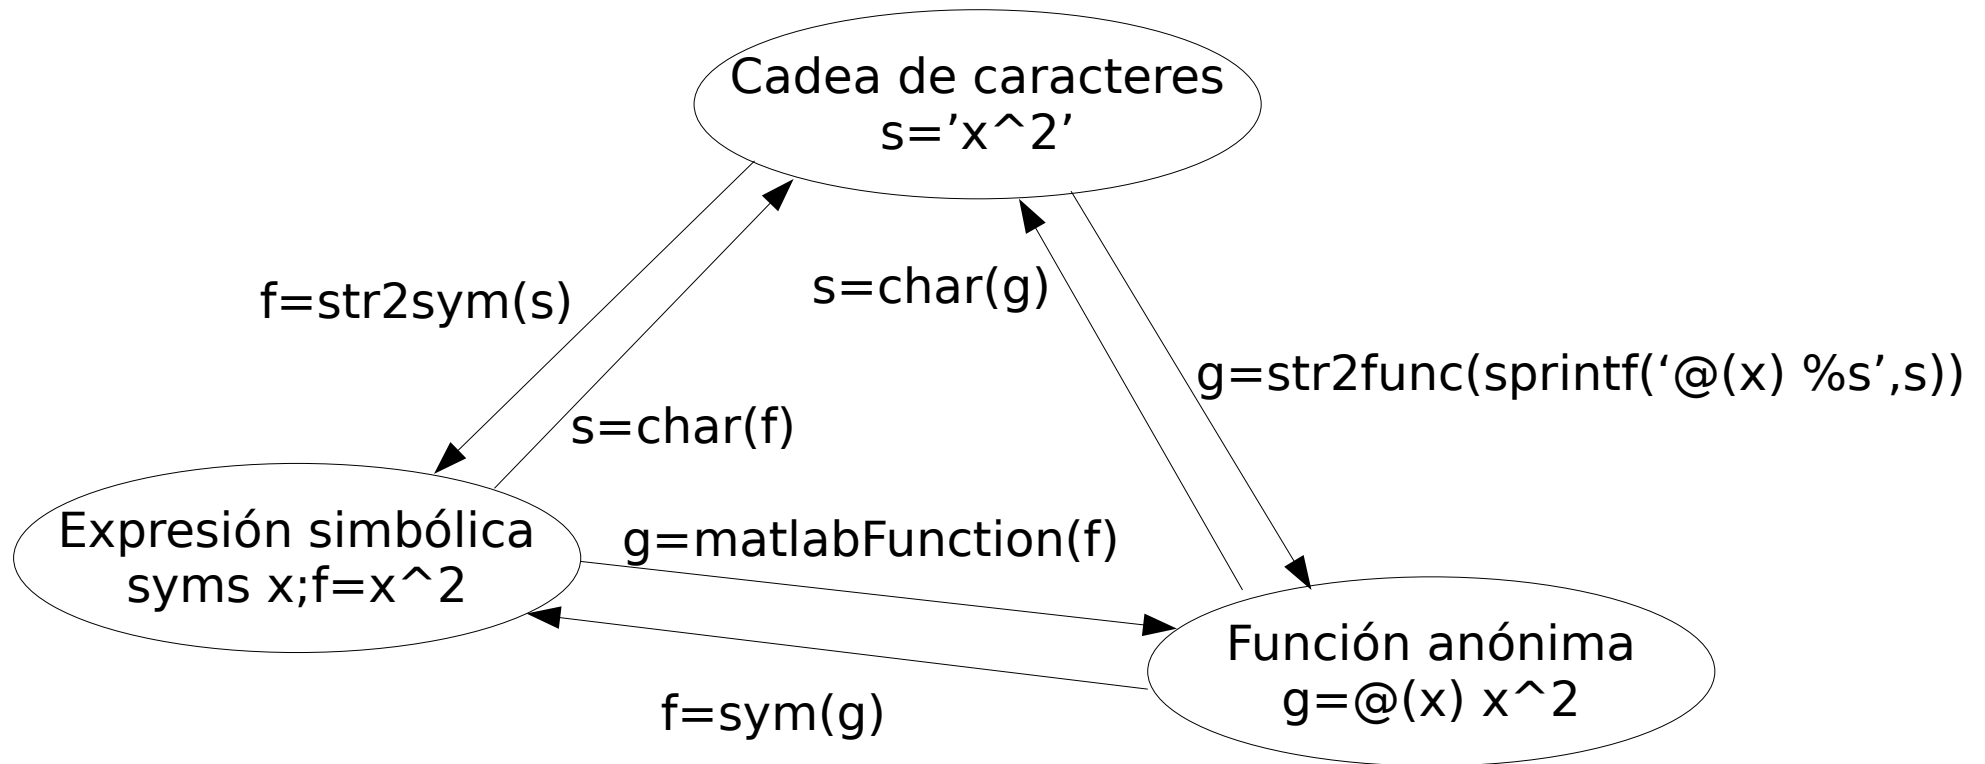 Cadea de caracteres
s=’x^2’
f=str2sym(s)
s=char(g)
g=str2func(sprintf(‘@(x) %s’,s))
s=char(f)
Expresión simbólica
syms x;f=x^2
g=matlabFunction(f)
Función anónima
g=@(x) x^2
f=sym(g)